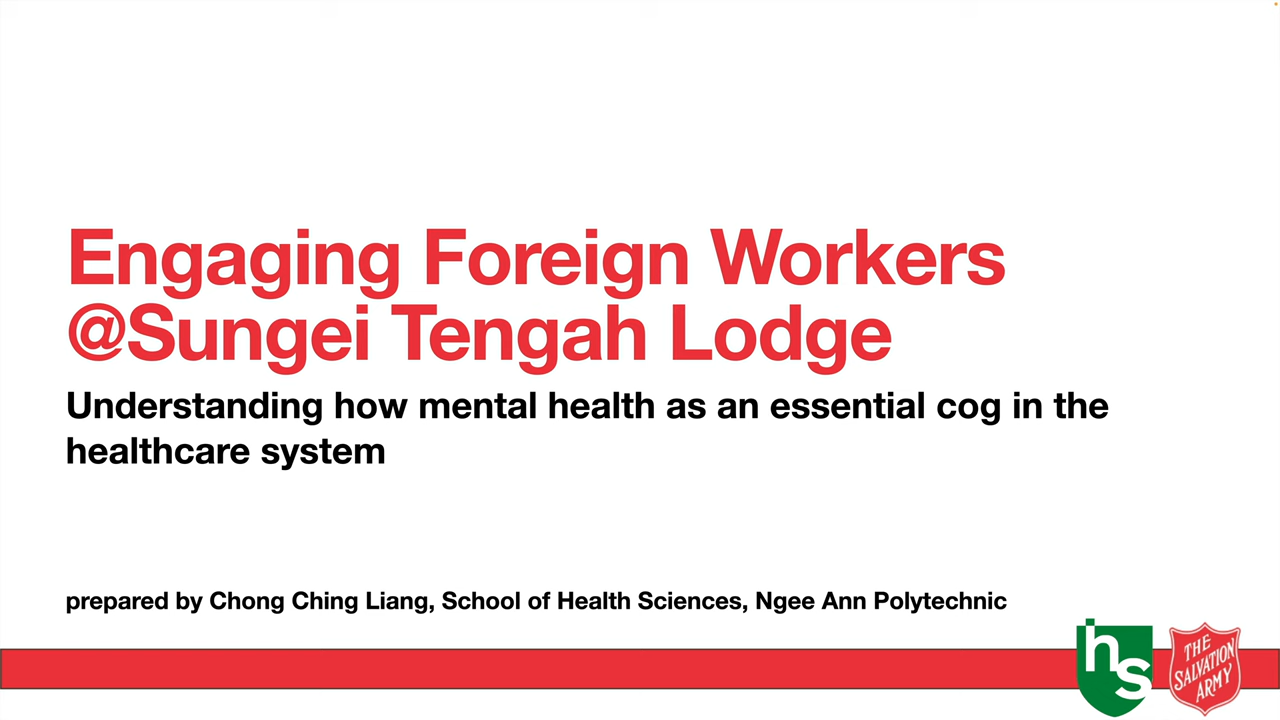 Engaging Foreign Workers
@Sungei Tengah Lodge
Understanding how mental health as an essential cog in the
healthcare system
prepared by Chong Ching Liang, School of Health Sciences, Ngee Ann Polytechnic
hs
THE
SALVATION
ARMY